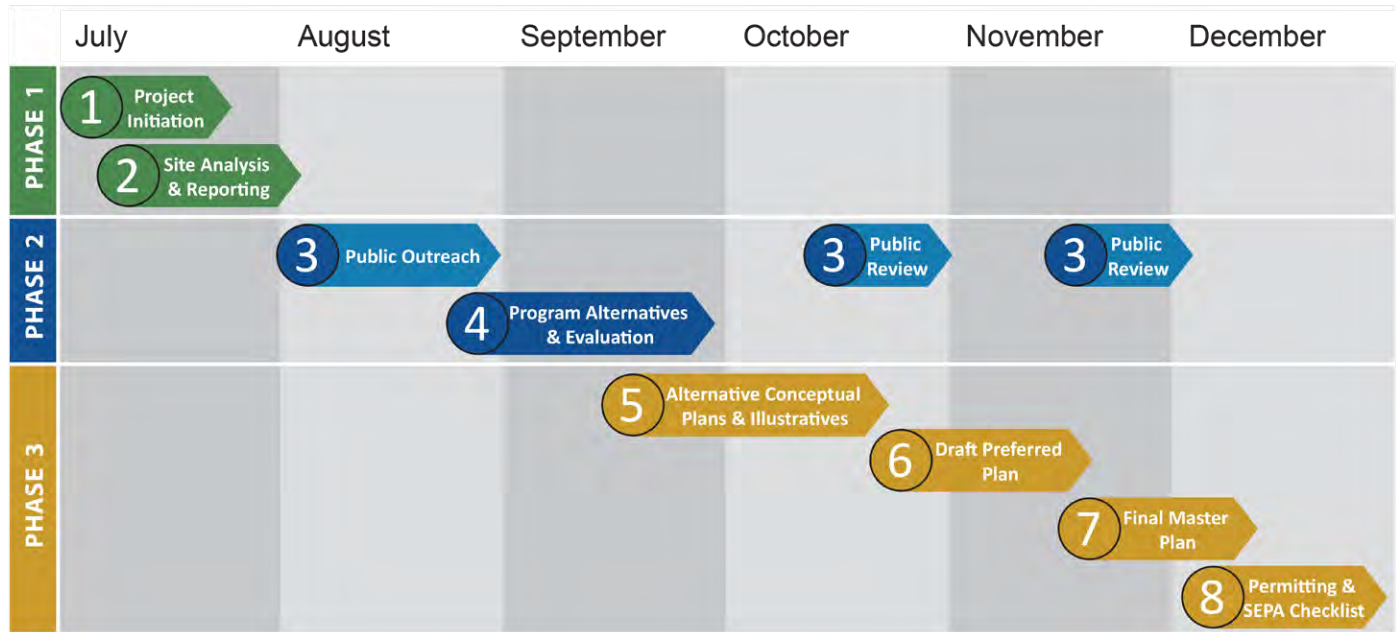 July August September October November December
PHASE 1
1
Project
Initiation
2
Site Analysis
& Reporting
PHASE 2
3
Public Outreach
3
Public
Review
3
Public
Review
4
Program Alternatives
& Evaluation
PHASE 3
5
Alternative Conceptual
Plans & Illustratives
6
Draft Preferred
Plan
7
Final Master
Plan
8
Permitting &
SEPA Checklist